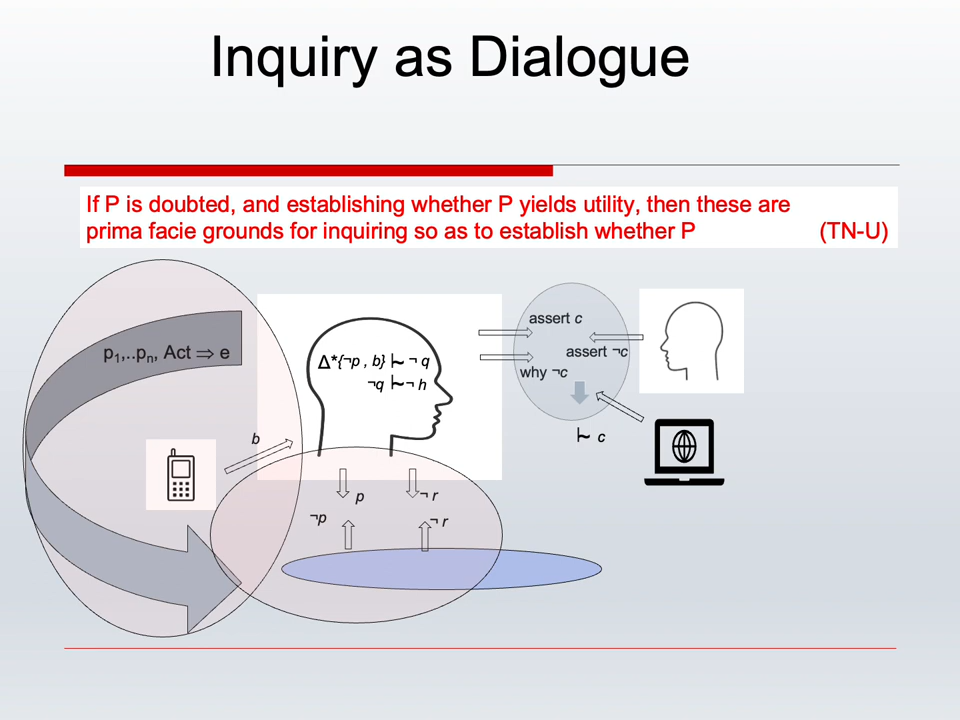 Inquiry as Dialogue
If P is doubted, and establishing whether P yields utility, then these are
prima facie grounds for inquiring so as to establish whether P (TN-U)
p₁,..pₙ, Act ⇒ e
Δ*{¬p , b} |~ ¬ q
¬q |~ ¬ h
assert c
assert ¬c
why ¬c
|~ c
b
p
¬ r
¬p
¬ r